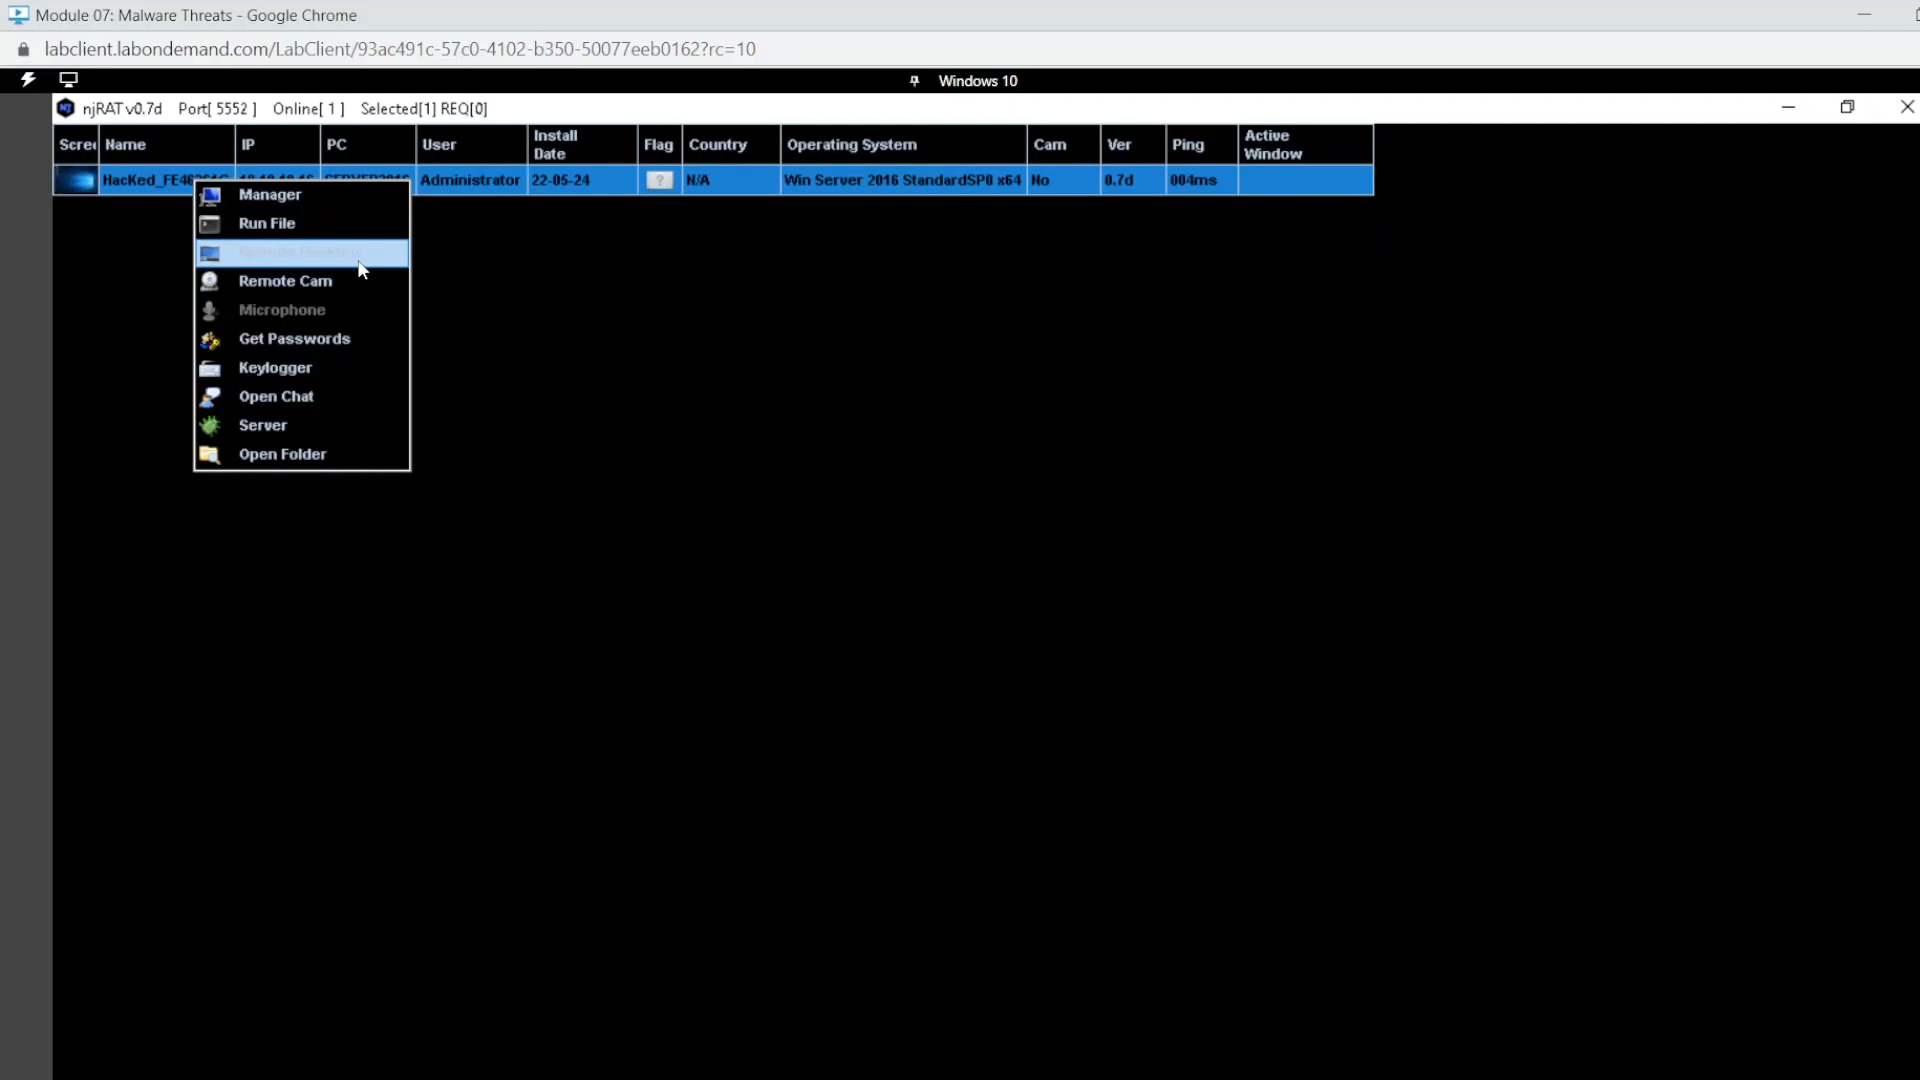 Module 07: Malware Threats - Google Chrome
labclient.labondemand.com/LabClient/93ac491c-57c0-4102-b350-50077eeb0162?rc=10
Windows 10
njRAT v0.7d Port[ 5552 ] Online[ 1 ] Selected[1] REQ[0]
Scree Name IP PC User Install Date Flag Country Operating System Cam Ver Ping Active Window
Administrator 22-05-24 ? N/A Win Server 2016 StandardSP0 x64 No 0.7d 004ms
Manager
Run File
Remote Cam
Microphone
Get Passwords
Keylogger
Open Chat
Server
Open Folder